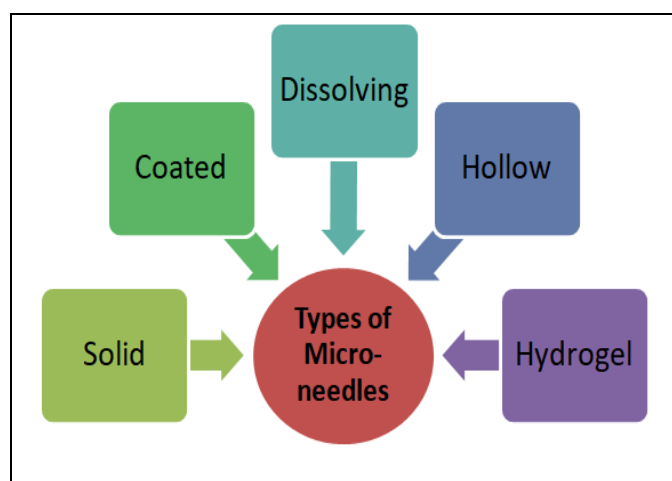 Dissolving
Coated
Hollow
Solid
Types of
Micro-
needles
Hydrogel